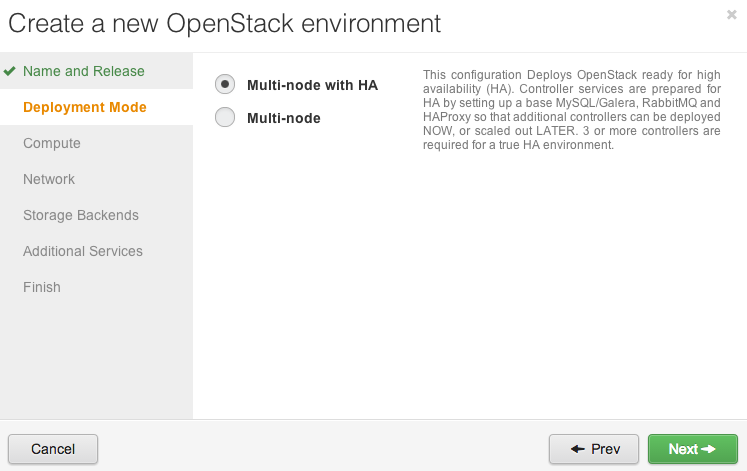 Create a new OpenStack environment
×
Name and Release
Deployment Mode
Compute
Network
Storage Backends
Additional Services
Finish
Multi-node with HA
Multi-node
This configuration Deploys OpenStack ready for high
availability (HA). Controller services are prepared for
HA by setting up a base MySQL/Galera, RabbitMQ and
HAProxy so that additional controllers can be deployed
NOW, or scaled out LATER. 3 or more controllers are
required for a true HA environment.
Cancel
Prev
Next